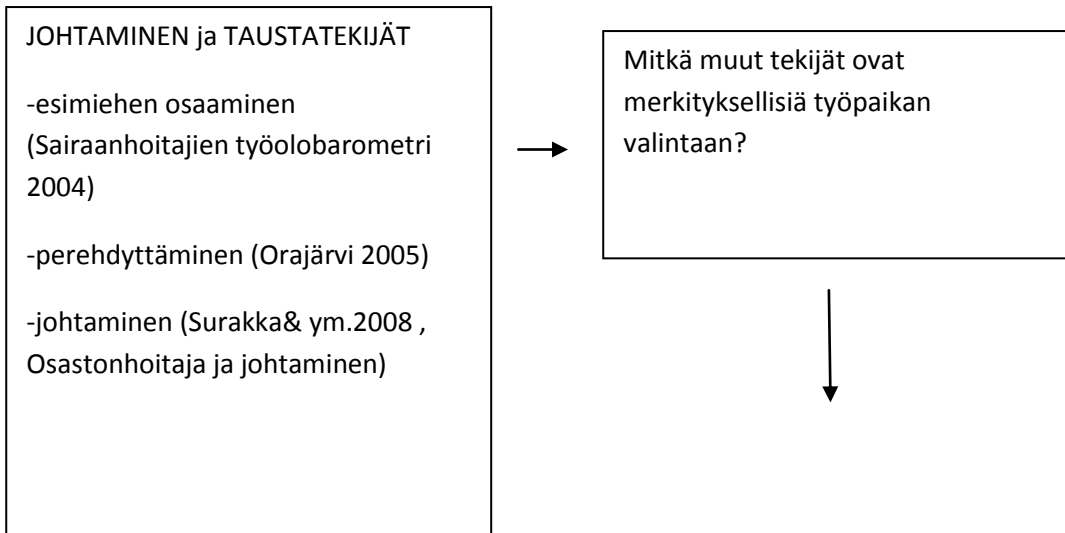 JOHTAMINEN ja TAUSTATEKIJÄT
-esimiehen osaaminen
(Sairaanhoitajien työolobarometri
2004)
-perehdyttäminen (Orajärvi 2005)
-johtaminen (Surakka& ym.2008 ,
Osastonhoitaja ja johtaminen)
Mitkä muut tekijät ovat
merkityksellisiä työpaikan
valintaan?